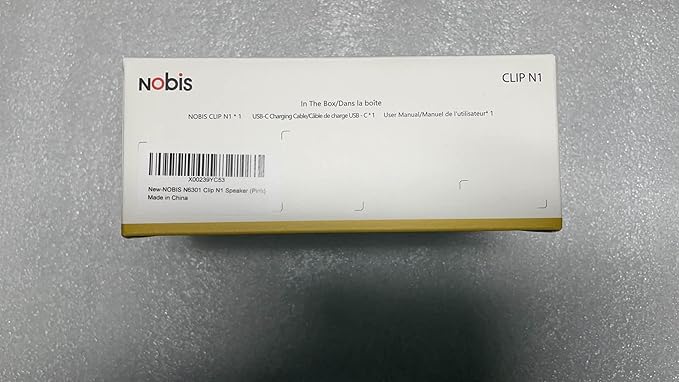 Nobis
CLIP N1
In The Box/Dans la boîte
NOBIS CLIP N1 * 1 USB-C Charging Cable/Câble de charge USB - C * 1 User Manual/Manuel de l'utilisateur* 1
X00239YC53
New-NOBIS N6301 Clip N1 Speaker (Pink)
Made in China